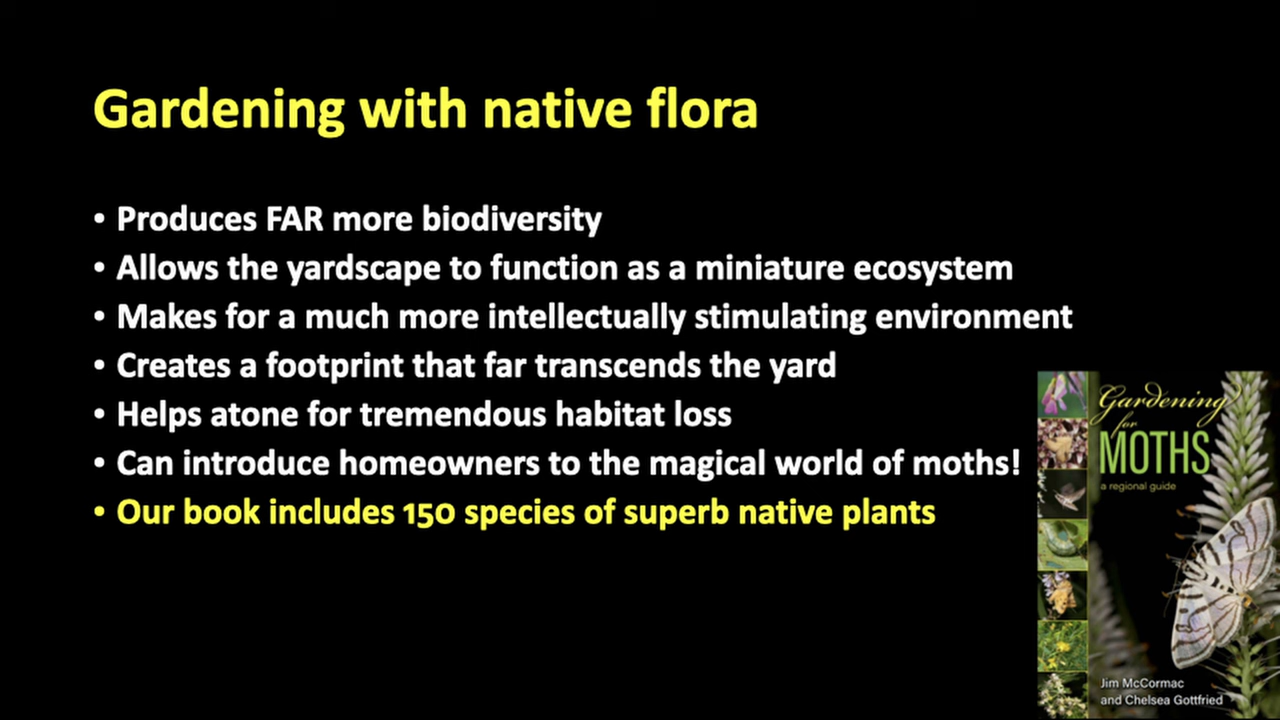 Gardening with native flora
• Produces FAR more biodiversity
• Allows the yardscape to function as a miniature ecosystem
• Makes for a much more intellectually stimulating environment
• Creates a footprint that far transcends the yard
• Helps atone for tremendous habitat loss
• Can introduce homeowners to the magical world of moths!
• Our book includes 150 species of superb native plants
Gardening
for
MOTHS
a regional guide
Jim McCormac
and Chelsea Gottfried